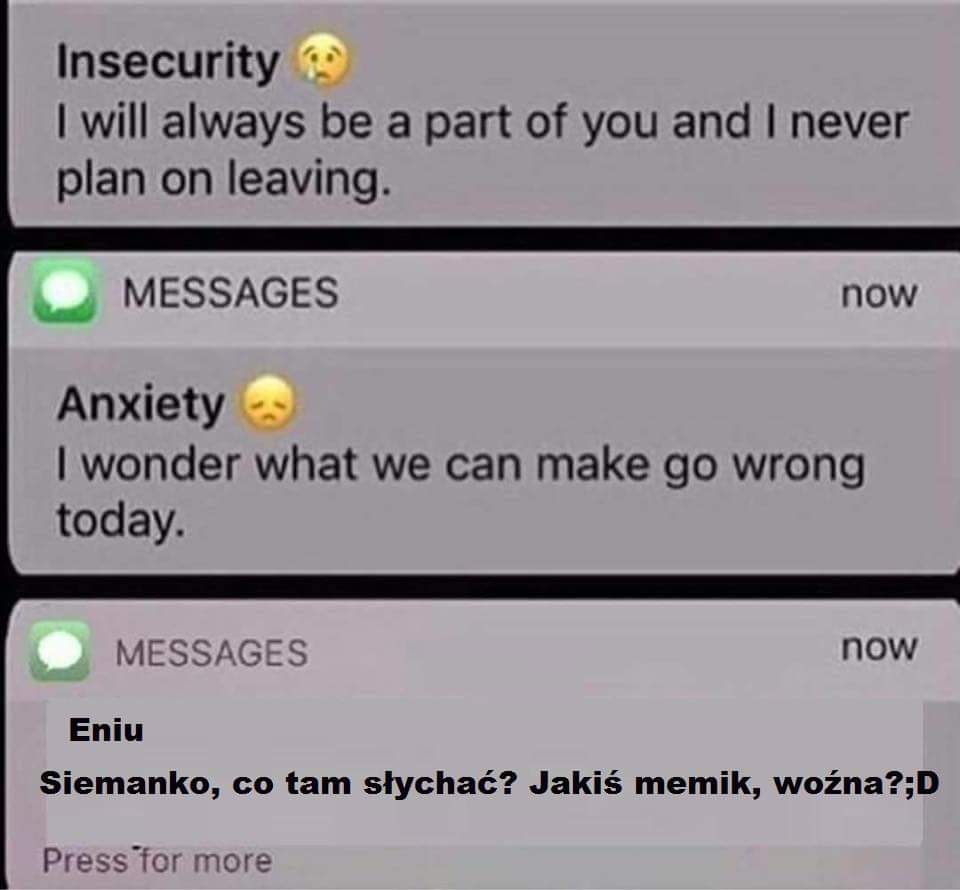 Insecurity 😢
I will always be a part of you and I never
plan on leaving.
MESSAGES now
Anxiety 😞
I wonder what we can make go wrong
today.
MESSAGES now
Eniu
Siemanko, co tam słychać? Jakiś memik, woźna?;D
Press for more